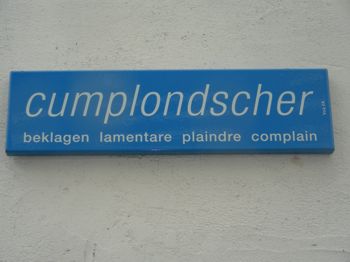 cumplondscher
beklagen lamentare plaindre complain